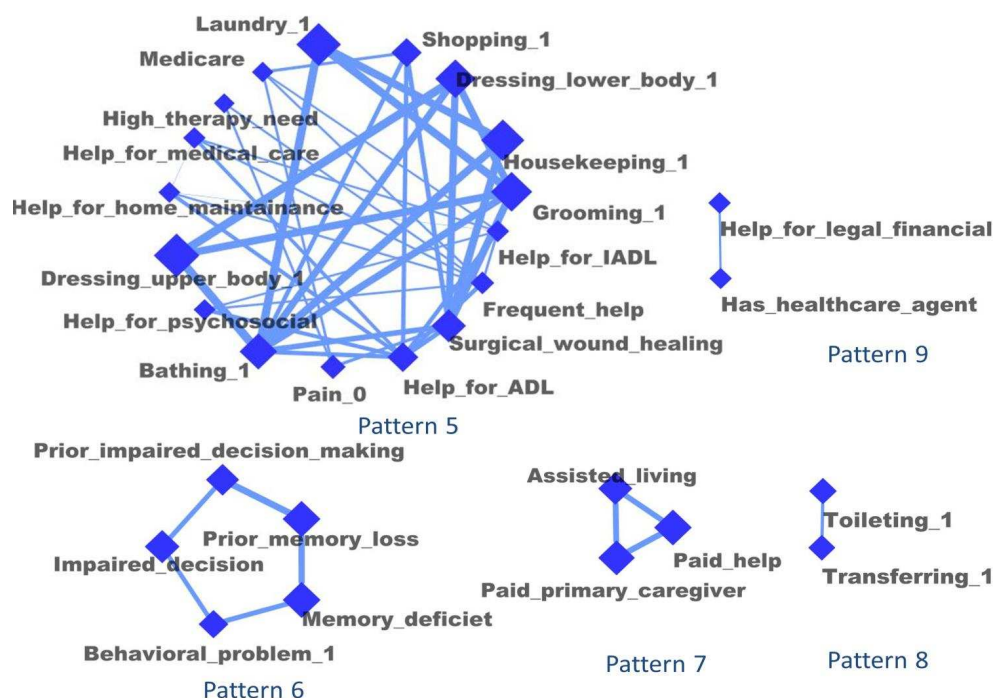 Laundry_1
Shopping_1
Medicare
Dressing_lower_body_1
High_therapy_need
Help_for_medical_care
Housekeeping_1
Help_for_home_maintainance
Grooming_1
Help_for_legal_financial
Help_for_IADL
Dressing_upper_body_1
Has_healthcare_agent
Frequent_help
Help_for_psychosocial
Surgical_wound_healing
Pattern 9
Bathing_1
Pain_0
Help_for_ADL
Pattern 5
Prior_impaired_decision_making
Assisted_living
Toileting_1
Prior_memory_loss
Paid_help
Impaired_decision
Transferring_1
Paid_primary_caregiver
Memory_deficiet
Behavioral_problem_1
Pattern 7
Pattern 8
Pattern 6